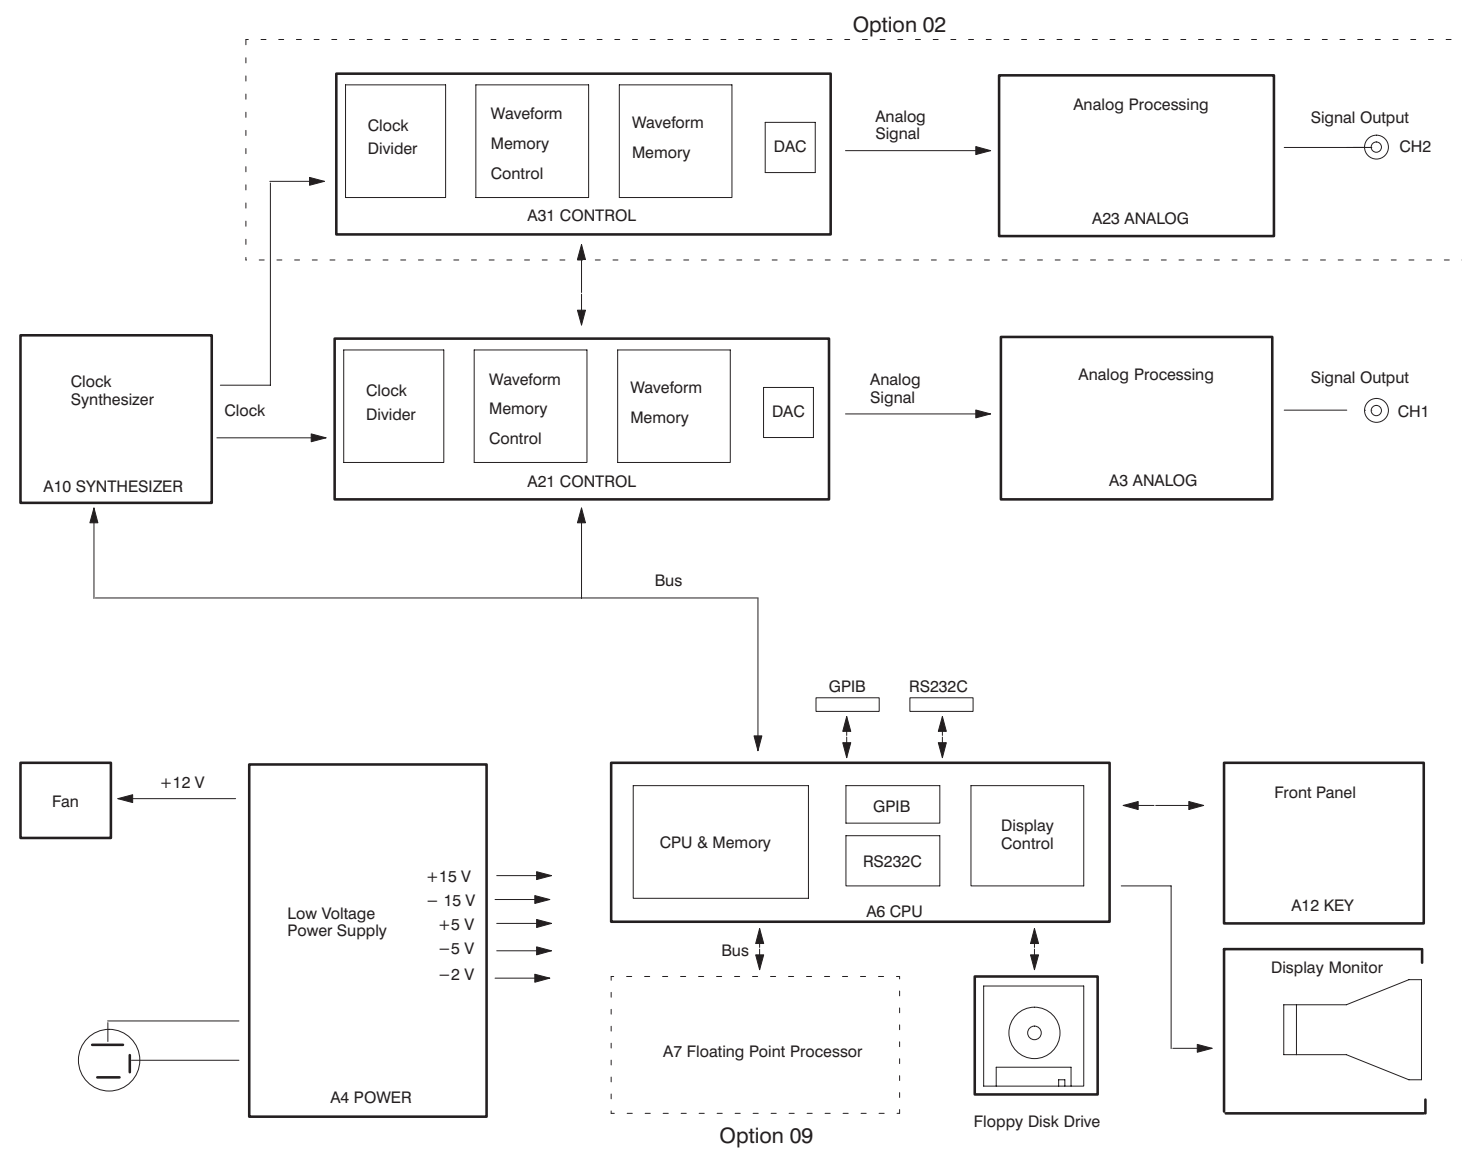 Option 02
Clock
Divider
Waveform
Memory
Control
Waveform
Memory
DAC
A31 CONTROL
Analog
Signal
Analog Processing
A23 ANALOG
Signal Output
CH2
Clock
Synthesizer
A10 SYNTHESIZER
Clock
Clock
Divider
Waveform
Memory
Control
Waveform
Memory
DAC
A21 CONTROL
Analog
Signal
Analog Processing
A3 ANALOG
Signal Output
CH1
Bus
GPIB
RS232C
Fan
+12 V
Low Voltage
Power Supply
+15 V
− 15 V
+5 V
−5 V
−2 V
A4 POWER
CPU & Memory
GPIB
RS232C
Display
Control
A6 CPU
Front Panel
A12 KEY
Bus
A7 Floating Point Processor
Option 09
Floppy Disk Drive
Display Monitor